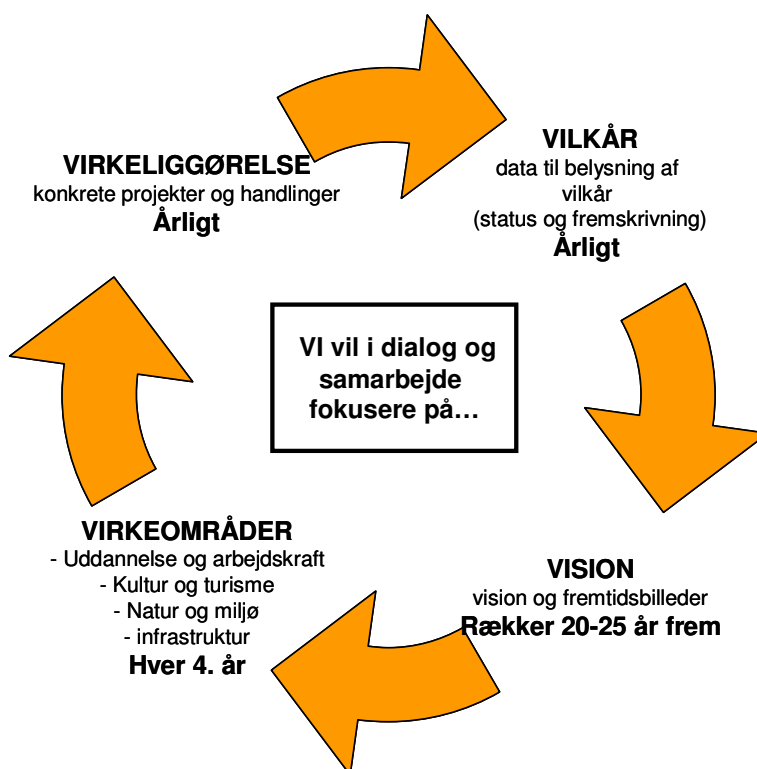 VIRKELIGGØRELSE
konkrete projekter og handlinger
Årligt
VILKÅR
data til belysning af
vilkår
(status og fremskrivning)
Årligt
VI vil i dialog og
samarbejde
fokusere på…
VIRKEOMRÅDER
- Uddannelse og arbejdskraft
- Kultur og turisme
- Natur og miljø
- infrastruktur
Hver 4. år
VISION
vision og fremtidsbilleder
Rækker 20-25 år frem